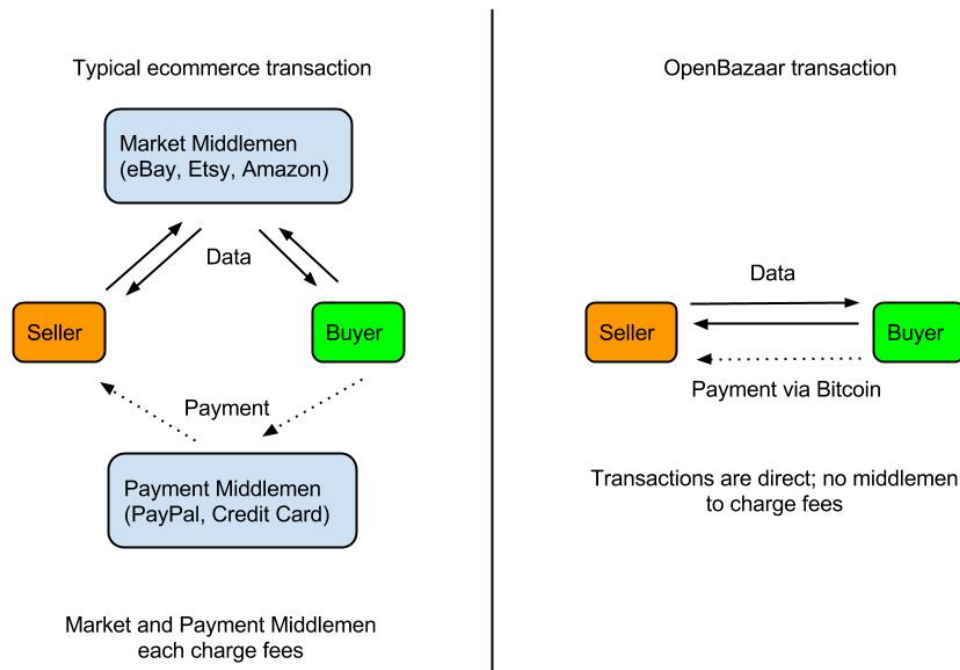 Typical ecommerce transaction
Market Middlemen
(eBay, Etsy, Amazon)
Data
Seller
Buyer
Payment
Payment Middlemen
(PayPal, Credit Card)
Market and Payment Middlemen
each charge fees
OpenBazaar transaction
Data
Seller
Buyer
Payment via Bitcoin
Transactions are direct; no middlemen
to charge fees